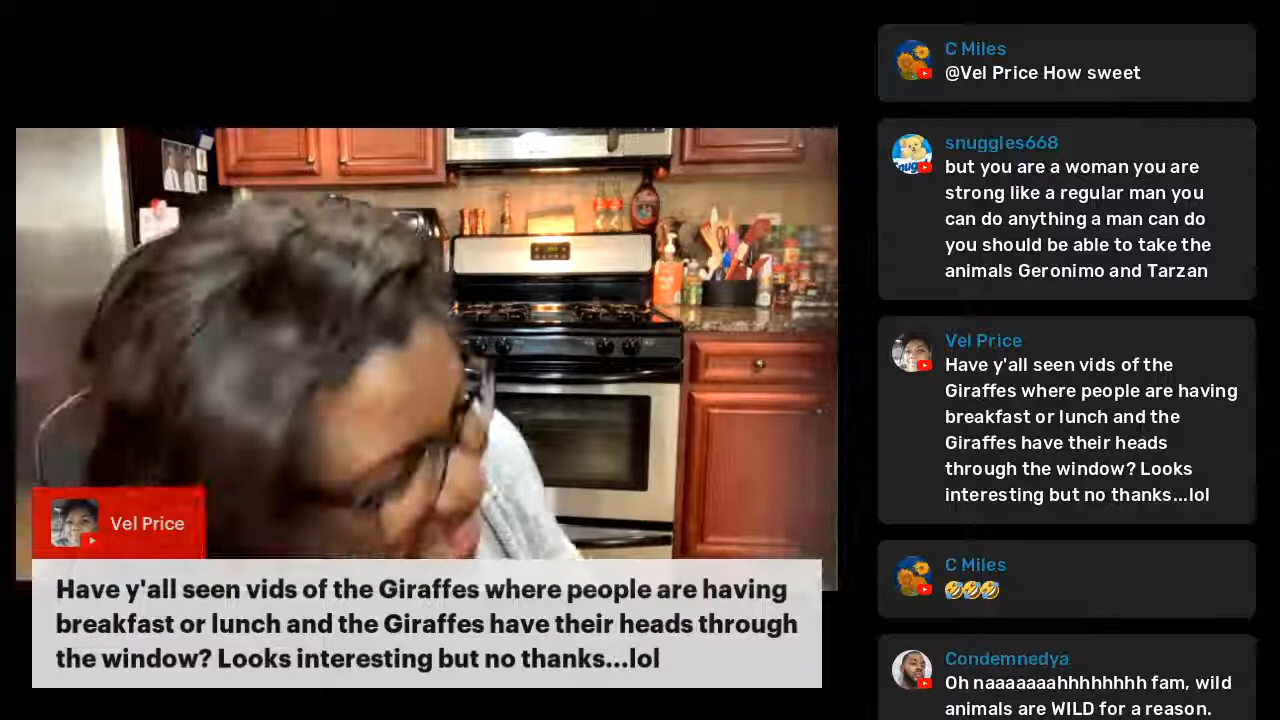 C Miles
@Vel Price How sweet
snuggles668
but you are a woman you are
strong like a regular man you
can do anything a man can do
you should be able to take the
animals Geronimo and Tarzan
Vel Price
Have y'all seen vids of the
Giraffes where people are having
breakfast or lunch and the
Giraffes have their heads
through the window? Looks
interesting but no thanks...lol
C Miles
🤣🤣🤣
Condemnedya
Oh naaaaaaahhhhhhhh fam, wild
animals are WILD for a reason.
Vel Price
Have y'all seen vids of the Giraffes where people are having
breakfast or lunch and the Giraffes have their heads through
the window? Looks interesting but no thanks...lol